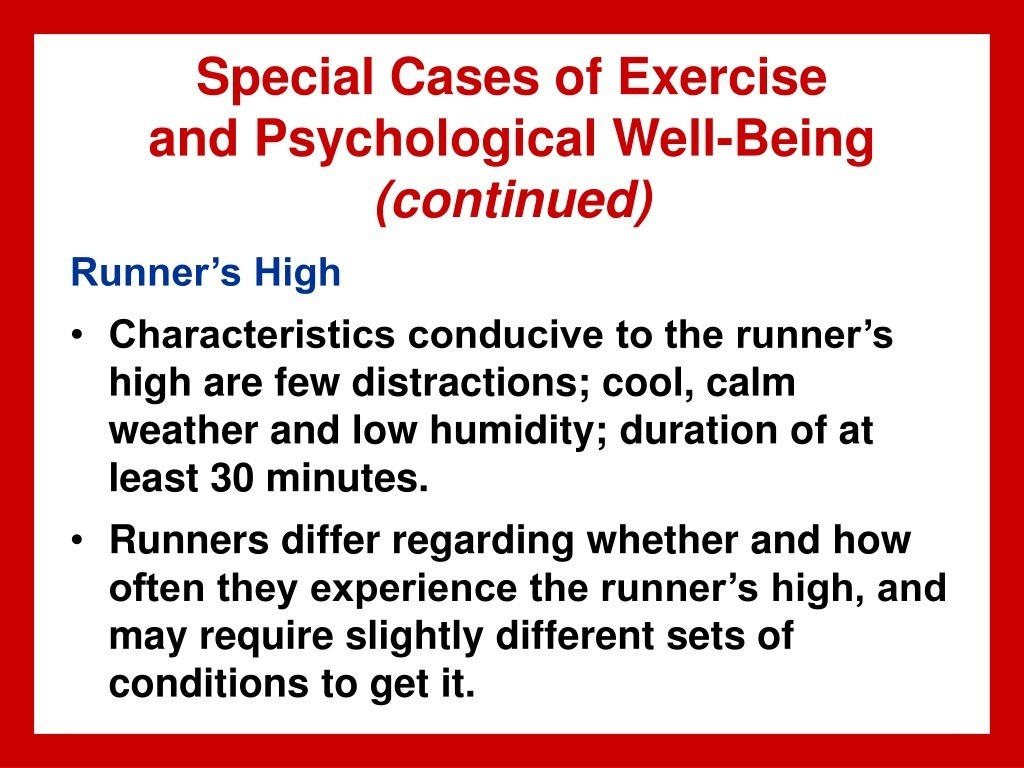 Special Cases of Exercise
and Psychological Well-Being
(continued)
Runner’s High
• Characteristics conducive to the runner’s
high are few distractions; cool, calm
weather and low humidity; duration of at
least 30 minutes.
• Runners differ regarding whether and how
often they experience the runner’s high, and
may require slightly different sets of
conditions to get it.